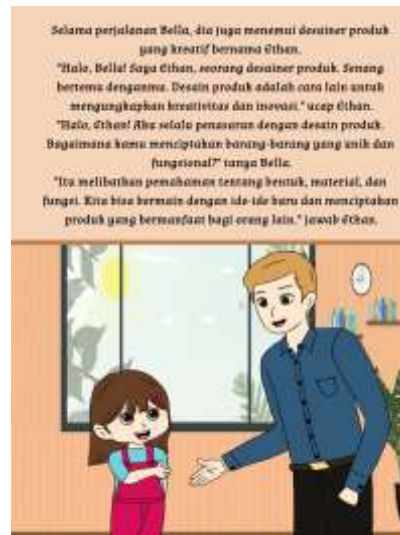 Selama perjalanan Bella, dia juga menemui desainer produk
yang kreatif bernama Ethan.
"Halo, Bella! Saya Ethan, seorang desainer produk. Senang
bertemu denganmu. Desain produk adalah cara lain untuk
mengungkapkan kreativitas dan inovasi." ucap Ethan.
"Halo, Ethan! Aku selalu penasaran dengan desain produk.
Bagaimana kamu menciptakan barang-barang yang unik dan
fungsional?" tanya Bella.
"Itu melibatkan pemahaman tentang bentuk, material, dan
fungsi. Kita bisa bermain dengan ide-ide baru dan menciptakan
produk yang bermanfaat bagi orang lain." jawab Ethan.